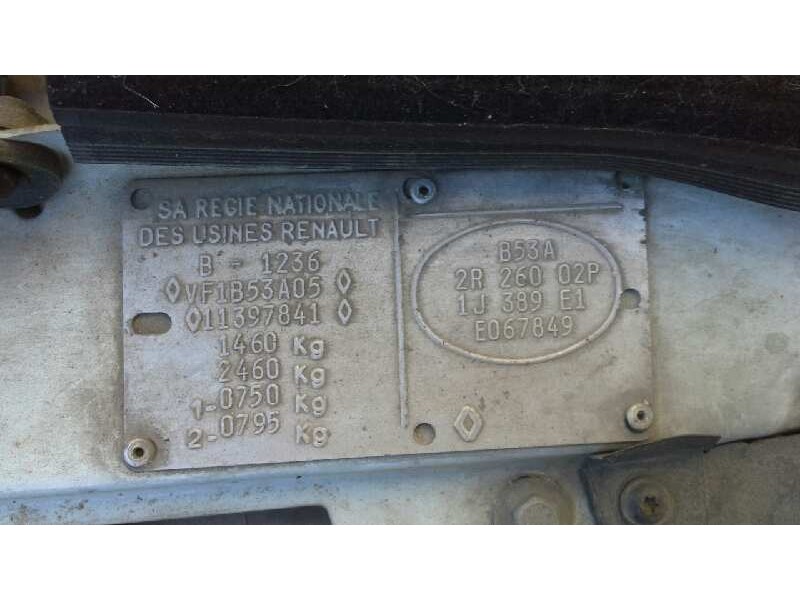 SA REGIE NATIONALE
DES USINES RENAULT
B - 1236
VF1B53A05
11397841
1460 Kg
2460 Kg
1-0750 Kg
2-0795 Kg
B53A
2R 260 02P
1J 389 E1
E067849